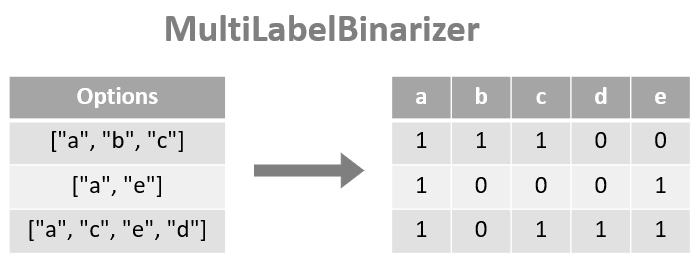 MultiLabelBinarizer
Options
["a", "b", "c"]
["a", "e"]
["a", "c", "e", "d"]
a b c d e
1 1 1 0 0
1 0 0 0 1
1 0 1 1 1